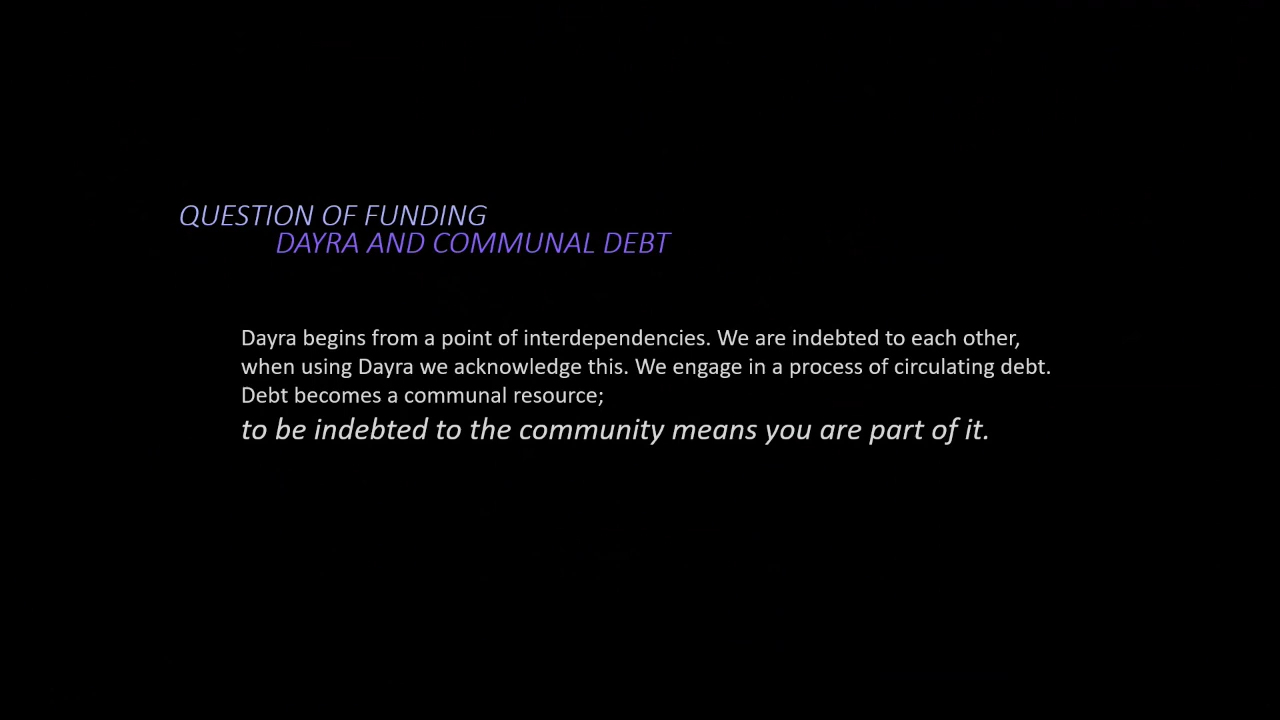 QUESTION OF FUNDING
DAYRA AND COMMUNAL DEBT
Dayra begins from a point of interdependencies. We are indebted to each other,
when using Dayra we acknowledge this. We engage in a process of circulating debt.
Debt becomes a communal resource;
to be indebted to the community means you are part of it.